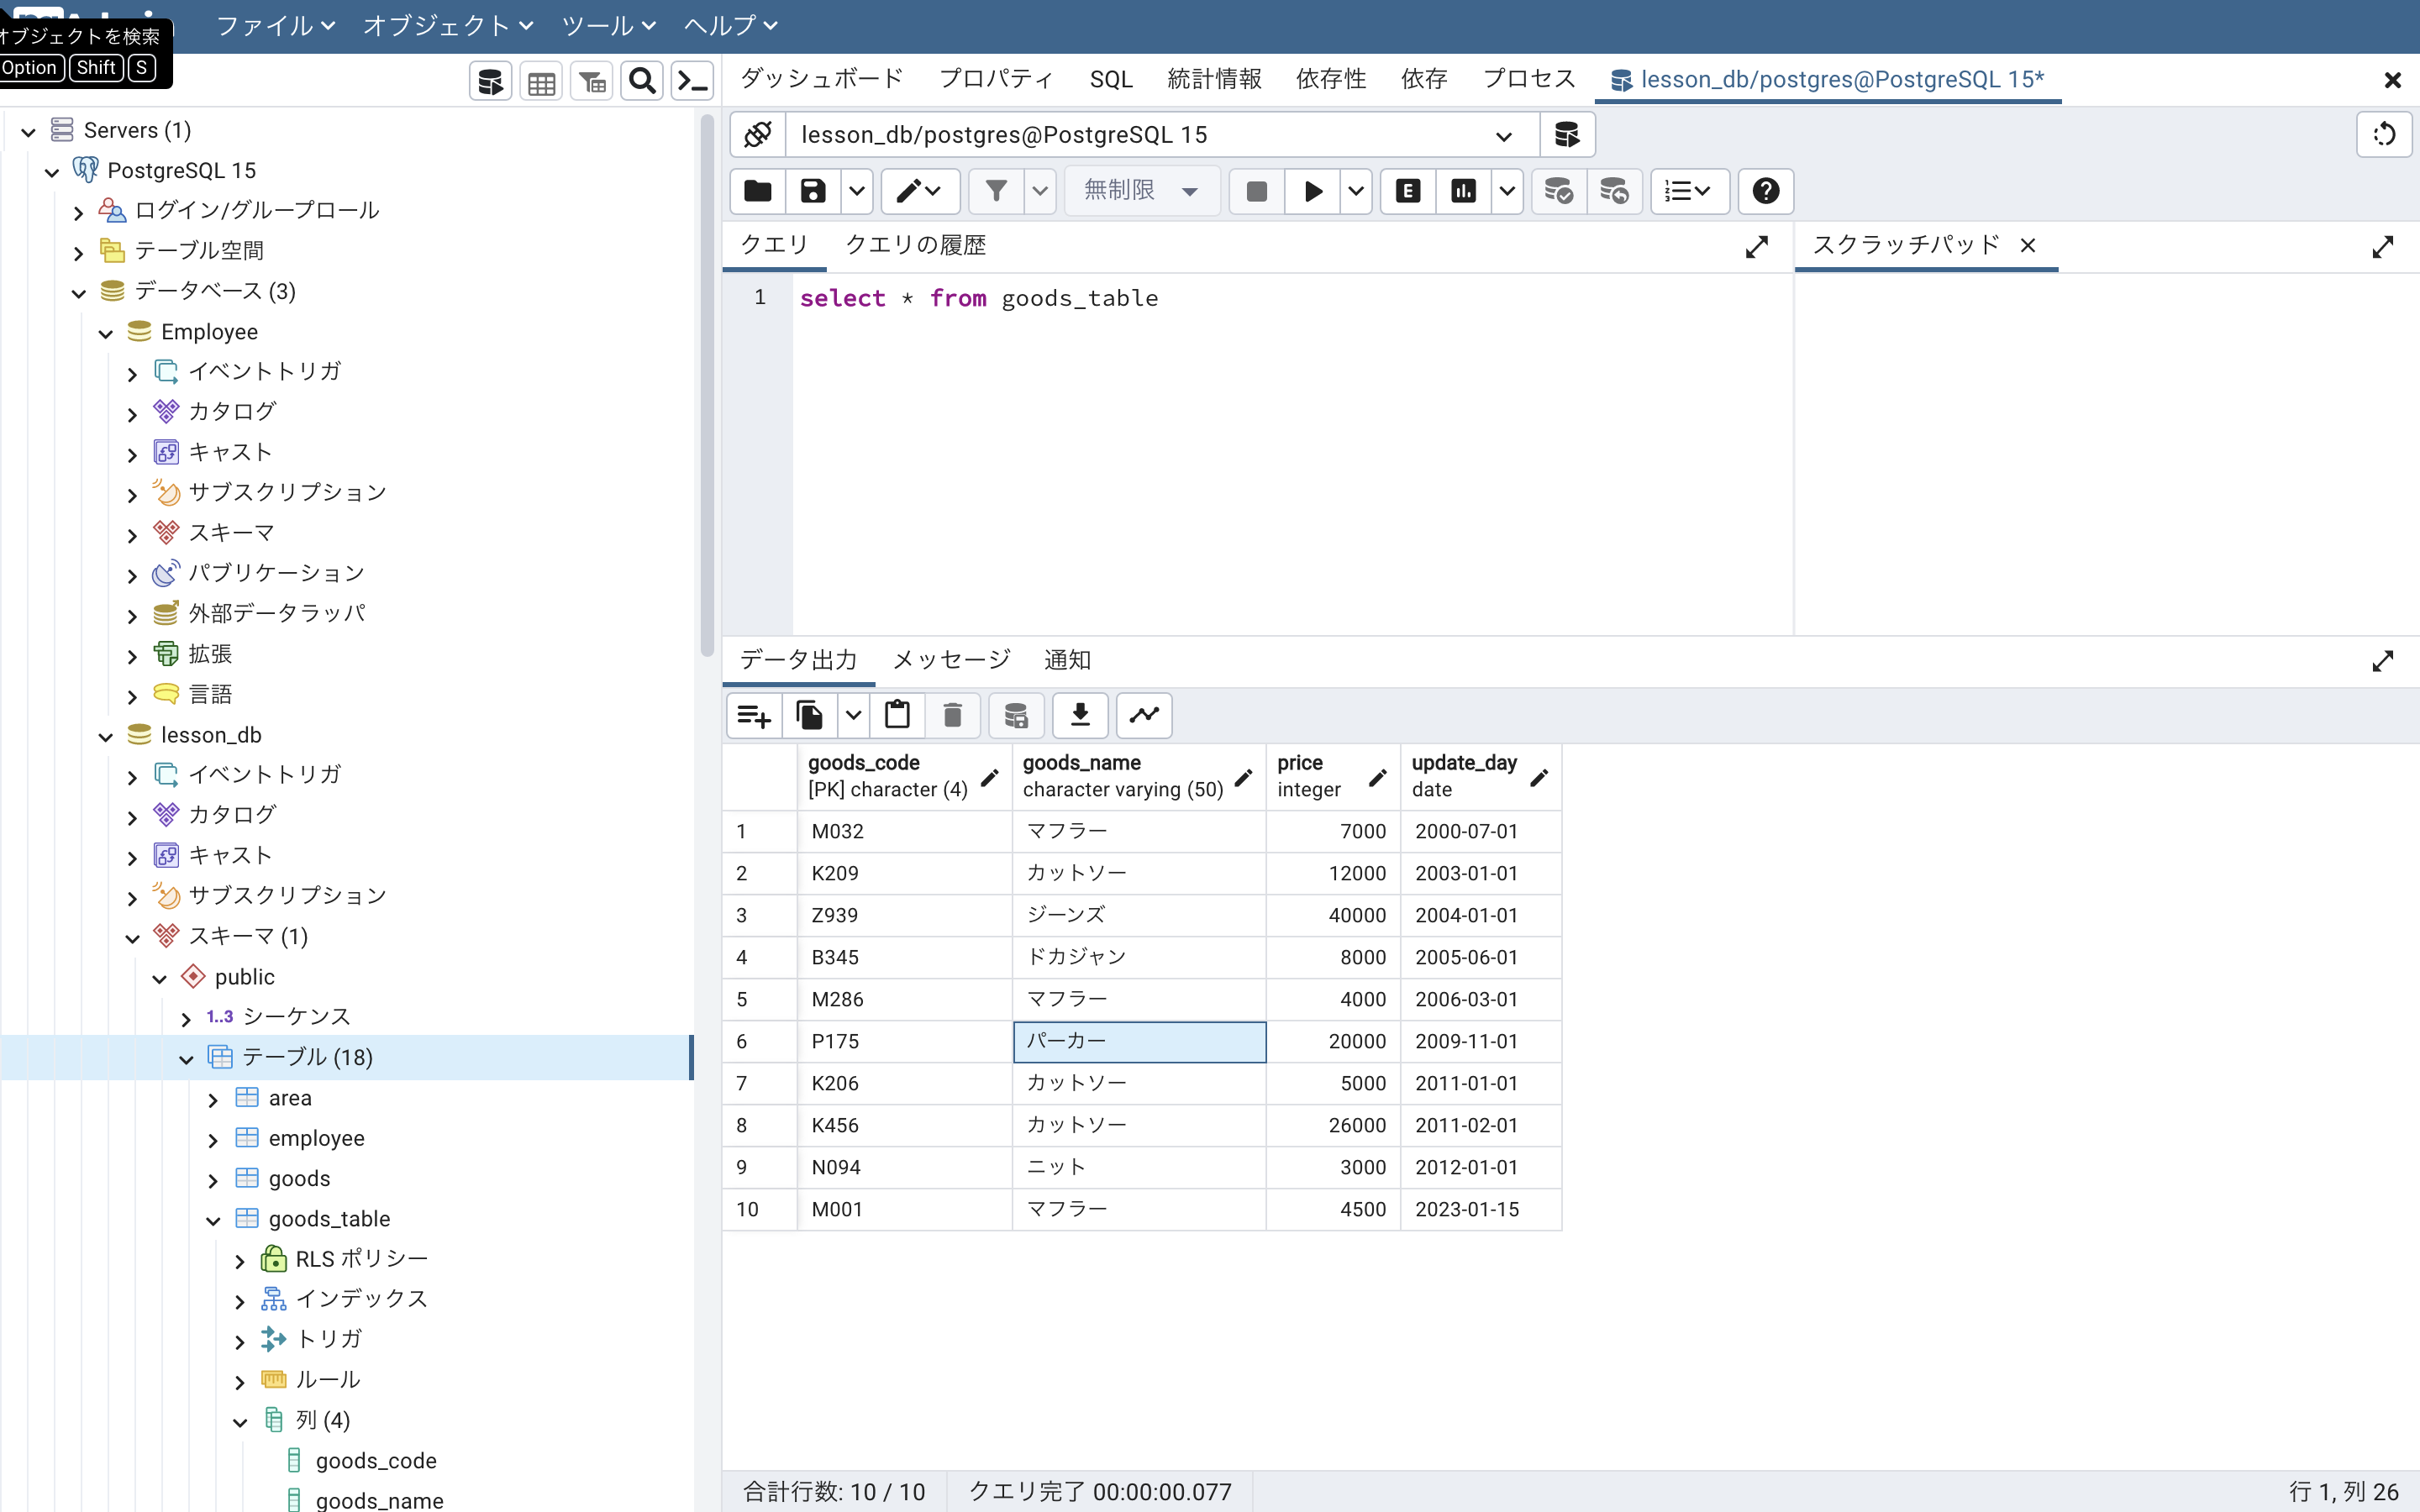 ファイル オブジェクト ツール ヘルプ
オブジェクトを検索
Option Shift S
ダッシュボード プロパティ SQL 統計情報 依存性 依存 プロセス lesson_db/postgres@PostgreSQL 15*
Servers (1)
PostgreSQL 15
ログイン/グループロール
テーブル空間
データベース (3)
Employee
イベントトリガ
カタログ
キャスト
サブスクリプション
スキーマ
パブリケーション
外部データラッパ
拡張
言語
lesson_db
イベントトリガ
カタログ
キャスト
サブスクリプション
スキーマ (1)
public
1..3 シーケンス
テーブル (18)
area
employee
goods
goods_table
RLS ポリシー
インデックス
トリガ
ルール
列 (4)
goods_code
goods_name
lesson_db/postgres@PostgreSQL 15
無制限 E
クエリ クエリの履歴 スクラッチパッド
1 select * from goods_table
データ出力 メッセージ 通知
goods_code goods_name price update_day
[PK] character (4) character varying (50) integer date
1 M032 マフラー 7000 2000-07-01
2 K209 カットソー 12000 2003-01-01
3 Z939 ジーンズ 40000 2004-01-01
4 B345 ドカジャン 8000 2005-06-01
5 M286 マフラー 4000 2006-03-01
6 P175 パーカー 20000 2009-11-01
7 K206 カットソー 5000 2011-01-01
8 K456 カットソー 26000 2011-02-01
9 N094 ニット 3000 2012-01-01
10 M001 マフラー 4500 2023-01-15
合計行数: 10 / 10 クエリ完了 00:00:00.077 行 1, 列 26